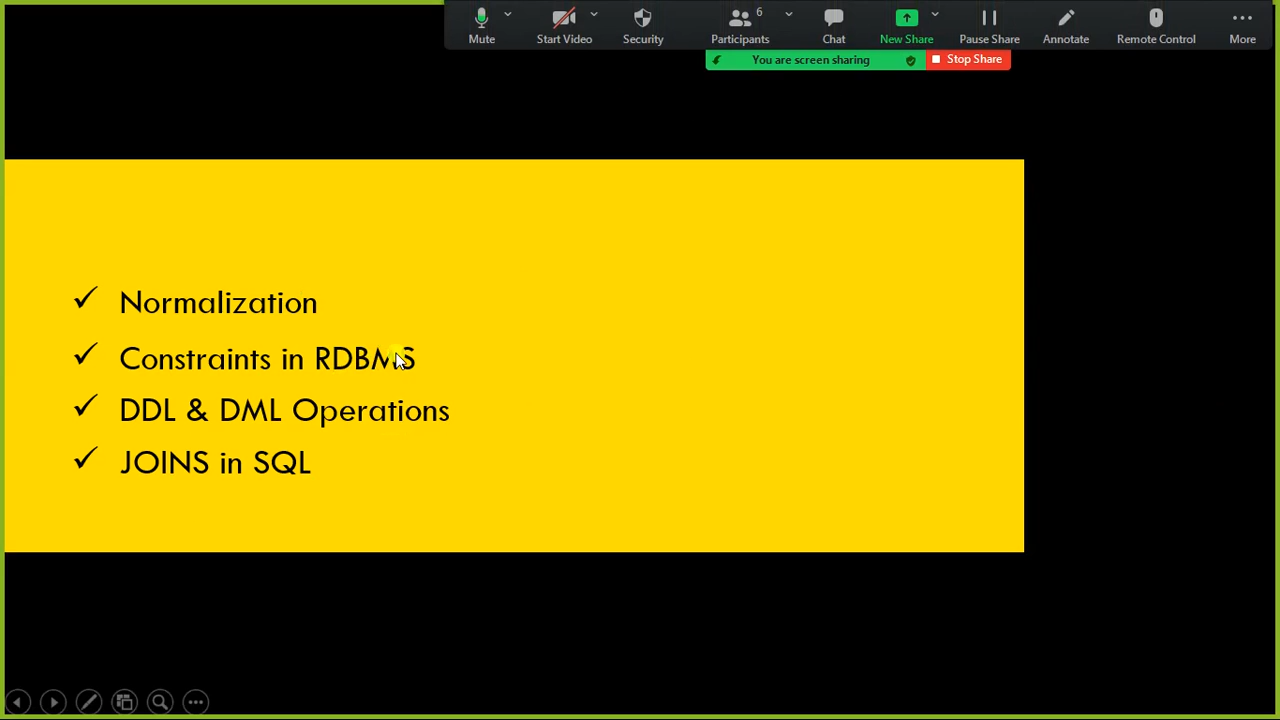 6
Mute
Start Video
Security
Participants
Chat
New Share
Pause Share
Annotate
Remote Control
More
You are screen sharing
Stop Share
✓ Normalization
✓ Constraints in RDBMS
✓ DDL & DML Operations
✓ JOINS in SQL